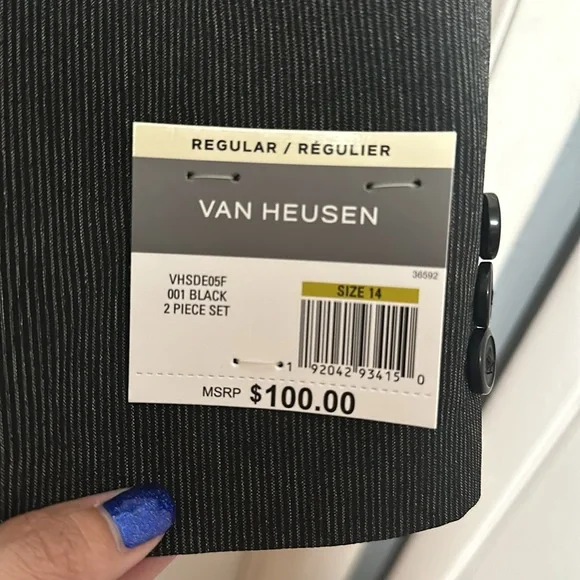 REGULAR / RÉGULIER
VAN HEUSEN
36592
VHSDE05F
001 BLACK
2 PIECE SET
SIZE 14
1 92042 93415 0
MSRP $100.00